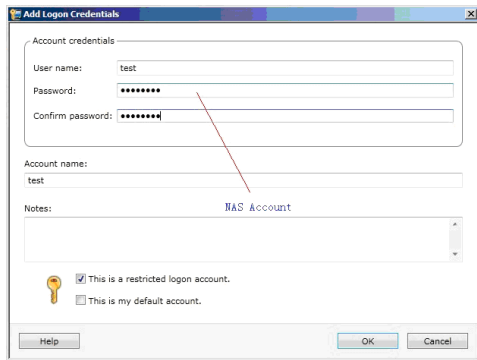 Add Logon Credentials
Account credentials
User name: test
Password: ••••••••
Confirm password: ••••••••
Account name:
test
Notes:
NAS Account
This is a restricted logon account.
This is my default account.
Help OK Cancel